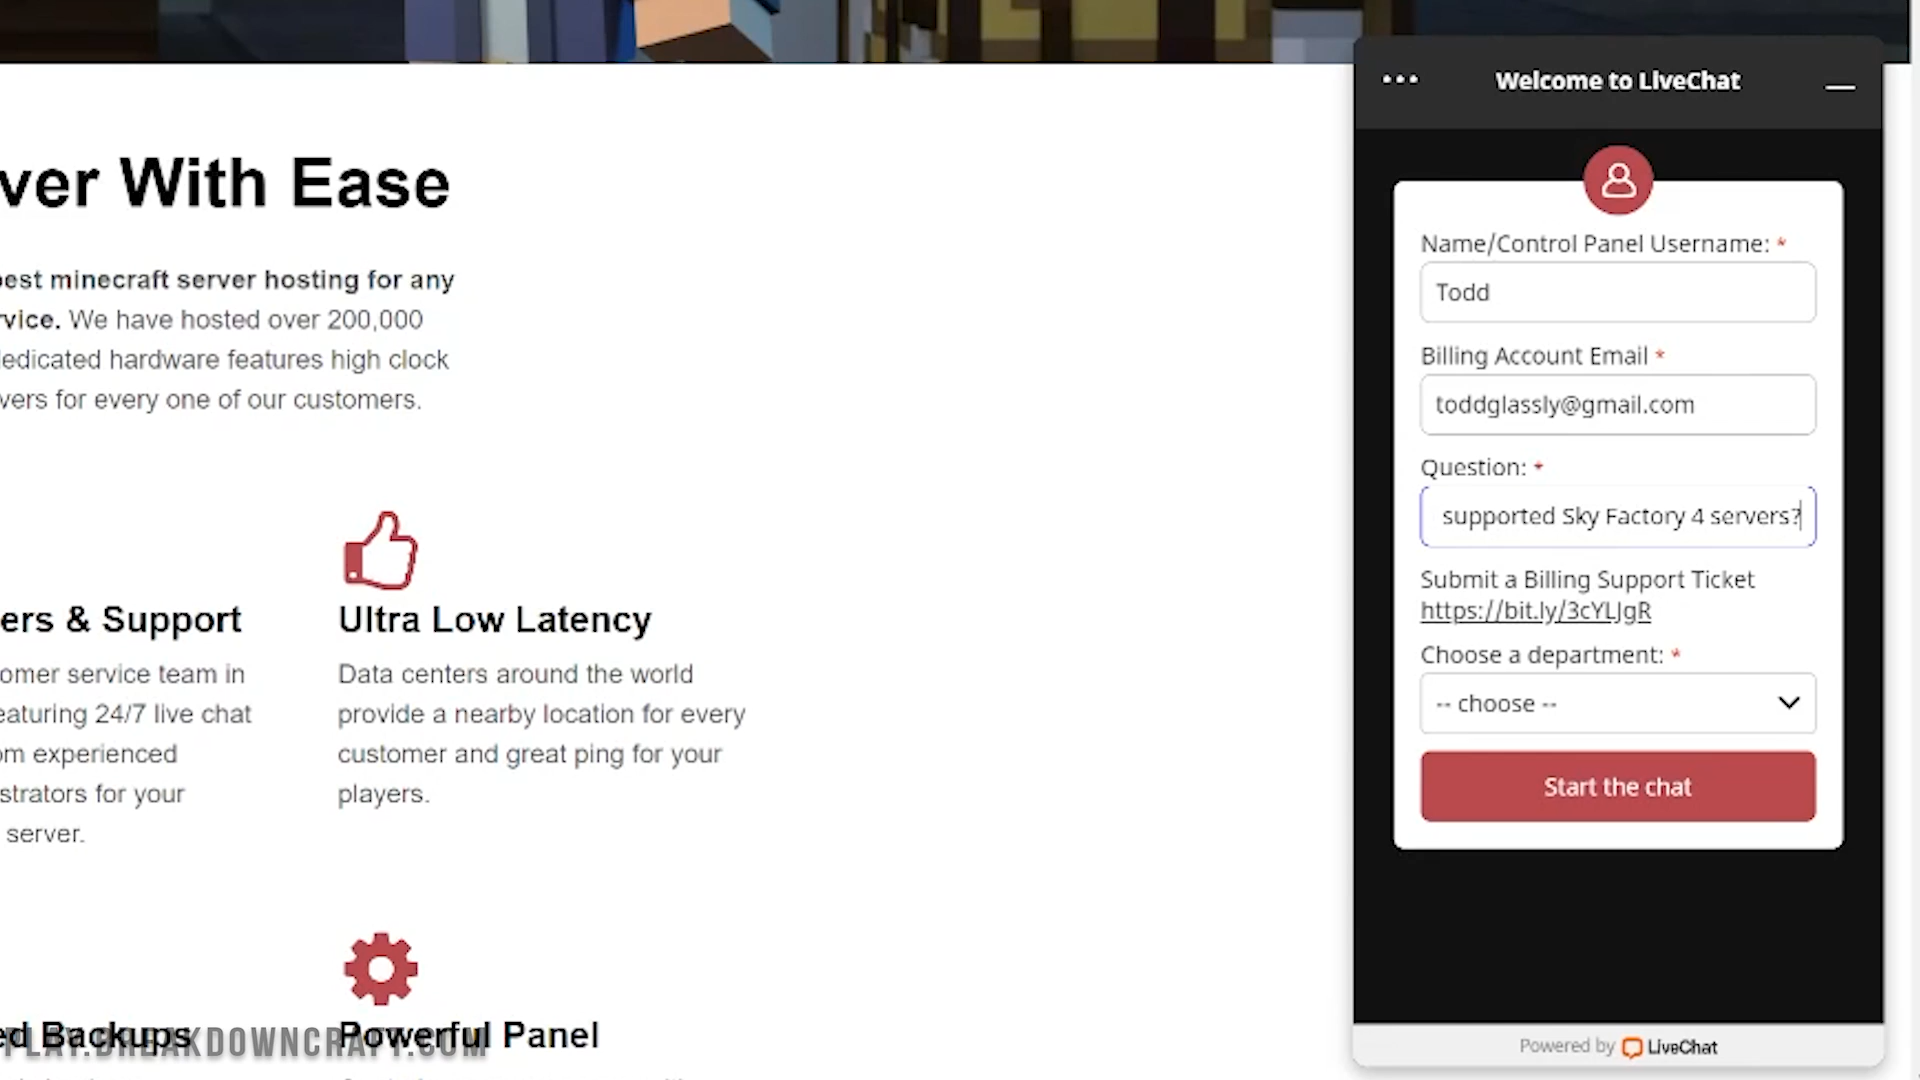 ver With Ease
best minecraft server hosting for any
rvice. We have hosted over 200,000
dedicated hardware features high clock
vers for every one of our customers.
ers & Support
omer service team in
eaturing 24/7 live chat
om experienced
strators for your
server.
Ultra Low Latency
Data centers around the world
provide a nearby location for every
customer and great ping for your
players.
ed Backups
Powerful Panel
PLAY.BREAKDOWNCRAFT.COM
Welcome to LiveChat
Name/Control Panel Username: *
Todd
Billing Account Email *
toddglassly@gmail.com
Question: *
supported Sky Factory 4 servers?
Submit a Billing Support Ticket
https://bit.ly/3cYLJgR
Choose a department: *
-- choose --
Start the chat
Powered by LiveChat